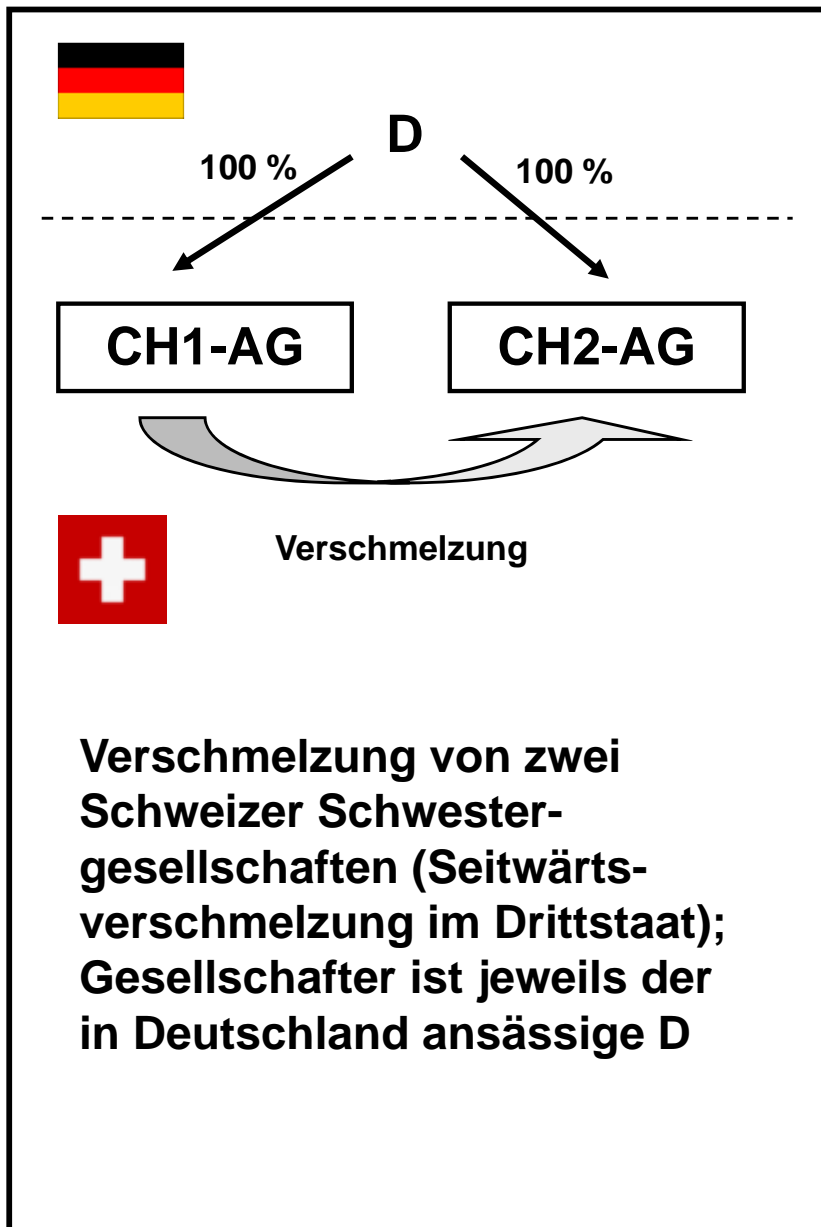 D
100 %
100 %
CH1-AG
CH2-AG
Verschmelzung
Verschmelzung von zwei
Schweizer Schwester-
gesellschaften (Seitwärts-
verschmelzung im Drittstaat);
Gesellschafter ist jeweils der
in Deutschland ansässige D